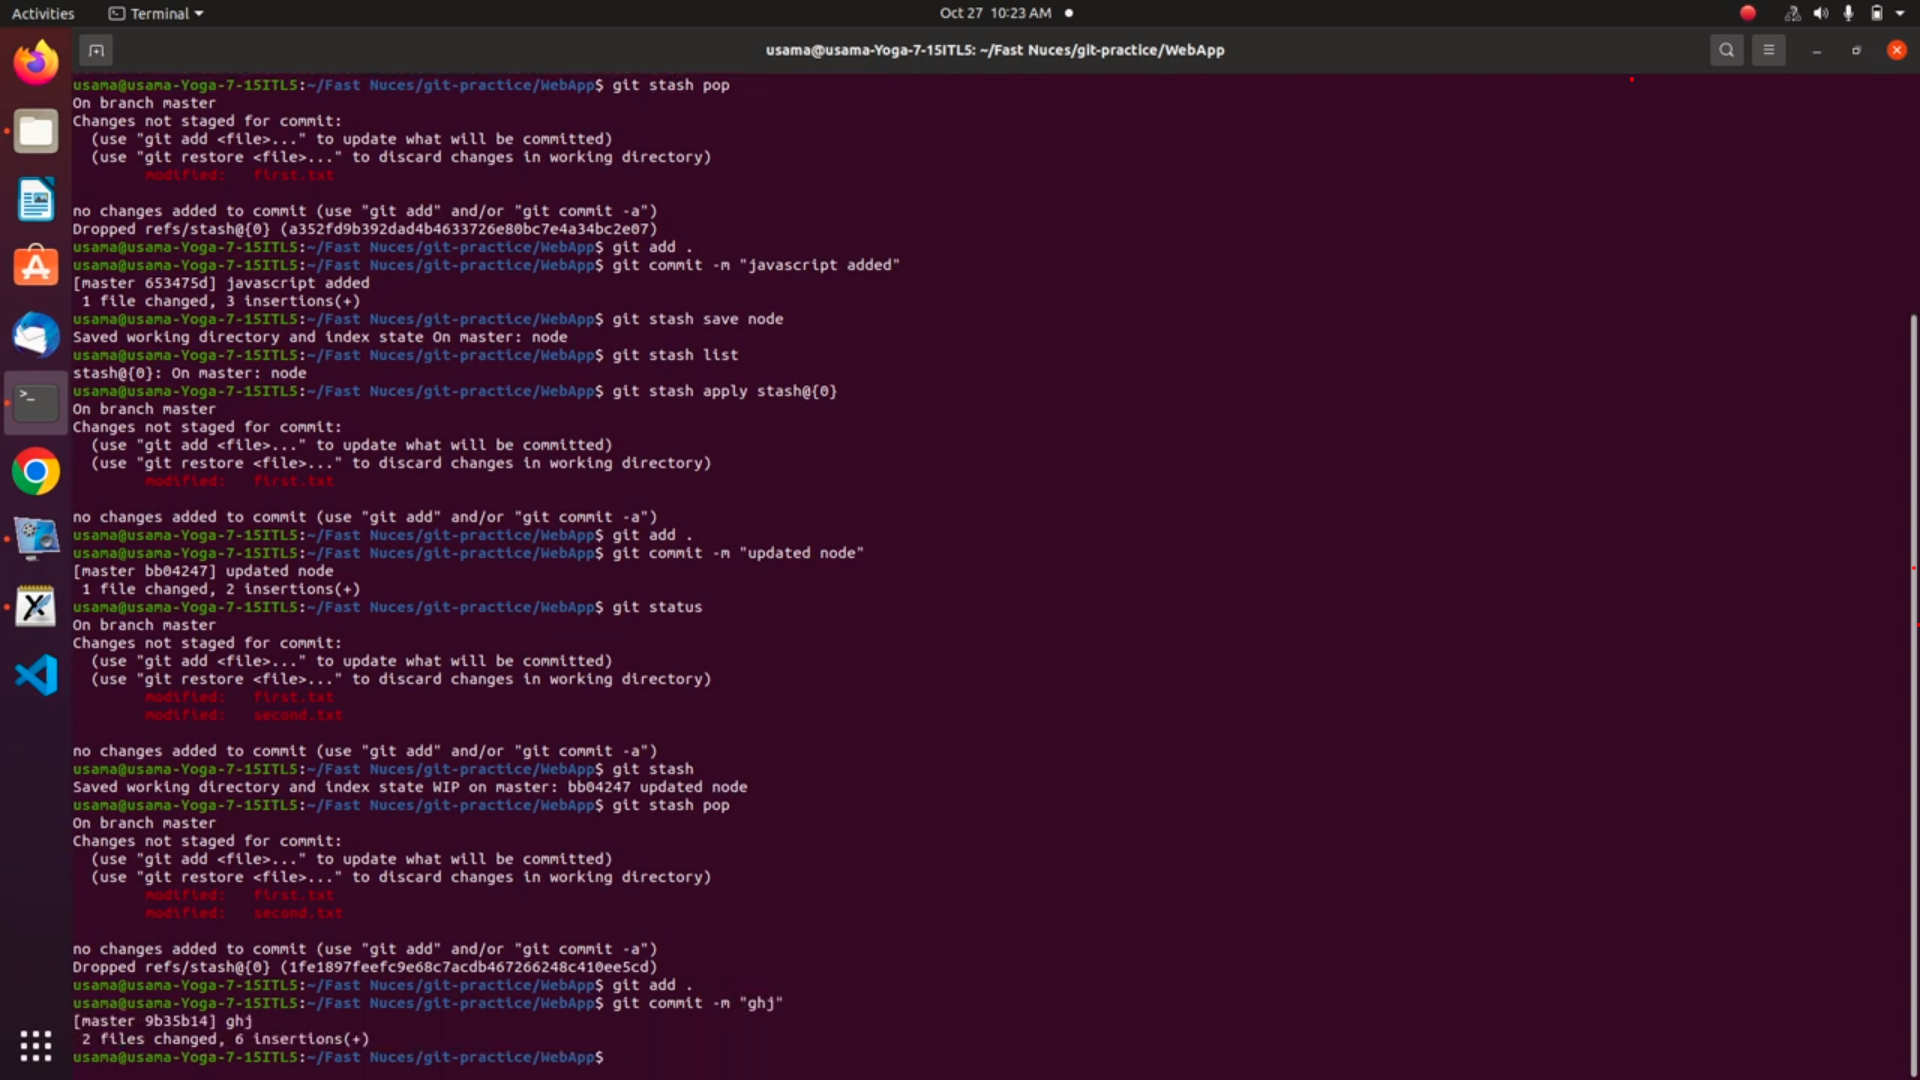 Activities Terminal Oct 27 10:23 AM
usama@usama-Yoga-7-15ITL5: ~/Fast Nuces/git-practice/WebApp
usama@usama-Yoga-7-15ITL5:~/Fast Nuces/git-practice/WebApp$ git stash pop
On branch master
Changes not staged for commit:
  (use "git add <file>..." to update what will be committed)
  (use "git restore <file>..." to discard changes in working directory)
        modified:   first.txt

no changes added to commit (use "git add" and/or "git commit -a")
Dropped refs/stash@{0} (a352fd9b392dad4b4633726e80bc7e4a34bc2e07)
usama@usama-Yoga-7-15ITL5:~/Fast Nuces/git-practice/WebApp$ git add .
usama@usama-Yoga-7-15ITL5:~/Fast Nuces/git-practice/WebApp$ git commit -m "javascript added"
[master 653475d] javascript added
 1 file changed, 3 insertions(+)
usama@usama-Yoga-7-15ITL5:~/Fast Nuces/git-practice/WebApp$ git stash save node
Saved working directory and index state On master: node
usama@usama-Yoga-7-15ITL5:~/Fast Nuces/git-practice/WebApp$ git stash list
stash@{0}: On master: node
usama@usama-Yoga-7-15ITL5:~/Fast Nuces/git-practice/WebApp$ git stash apply stash@{0}
On branch master
Changes not staged for commit:
  (use "git add <file>..." to update what will be committed)
  (use "git restore <file>..." to discard changes in working directory)
        modified:   first.txt

no changes added to commit (use "git add" and/or "git commit -a")
usama@usama-Yoga-7-15ITL5:~/Fast Nuces/git-practice/WebApp$ git add .
usama@usama-Yoga-7-15ITL5:~/Fast Nuces/git-practice/WebApp$ git commit -m "updated node"
[master bb04247] updated node
 1 file changed, 2 insertions(+)
usama@usama-Yoga-7-15ITL5:~/Fast Nuces/git-practice/WebApp$ git status
On branch master
Changes not staged for commit:
  (use "git add <file>..." to update what will be committed)
  (use "git restore <file>..." to discard changes in working directory)
        modified:   first.txt
        modified:   second.txt

no changes added to commit (use "git add" and/or "git commit -a")
usama@usama-Yoga-7-15ITL5:~/Fast Nuces/git-practice/WebApp$ git stash
Saved working directory and index state WIP on master: bb04247 updated node
usama@usama-Yoga-7-15ITL5:~/Fast Nuces/git-practice/WebApp$ git stash pop
On branch master
Changes not staged for commit:
  (use "git add <file>..." to update what will be committed)
  (use "git restore <file>..." to discard changes in working directory)
        modified:   first.txt
        modified:   second.txt

no changes added to commit (use "git add" and/or "git commit -a")
Dropped refs/stash@{0} (1fe1897feefc9e68c7acdb467266248c410ee5cd)
usama@usama-Yoga-7-15ITL5:~/Fast Nuces/git-practice/WebApp$ git add .
usama@usama-Yoga-7-15ITL5:~/Fast Nuces/git-practice/WebApp$ git commit -m "ghj"
[master 9b35b14] ghj
 2 files changed, 6 insertions(+)
usama@usama-Yoga-7-15ITL5:~/Fast Nuces/git-practice/WebApp$